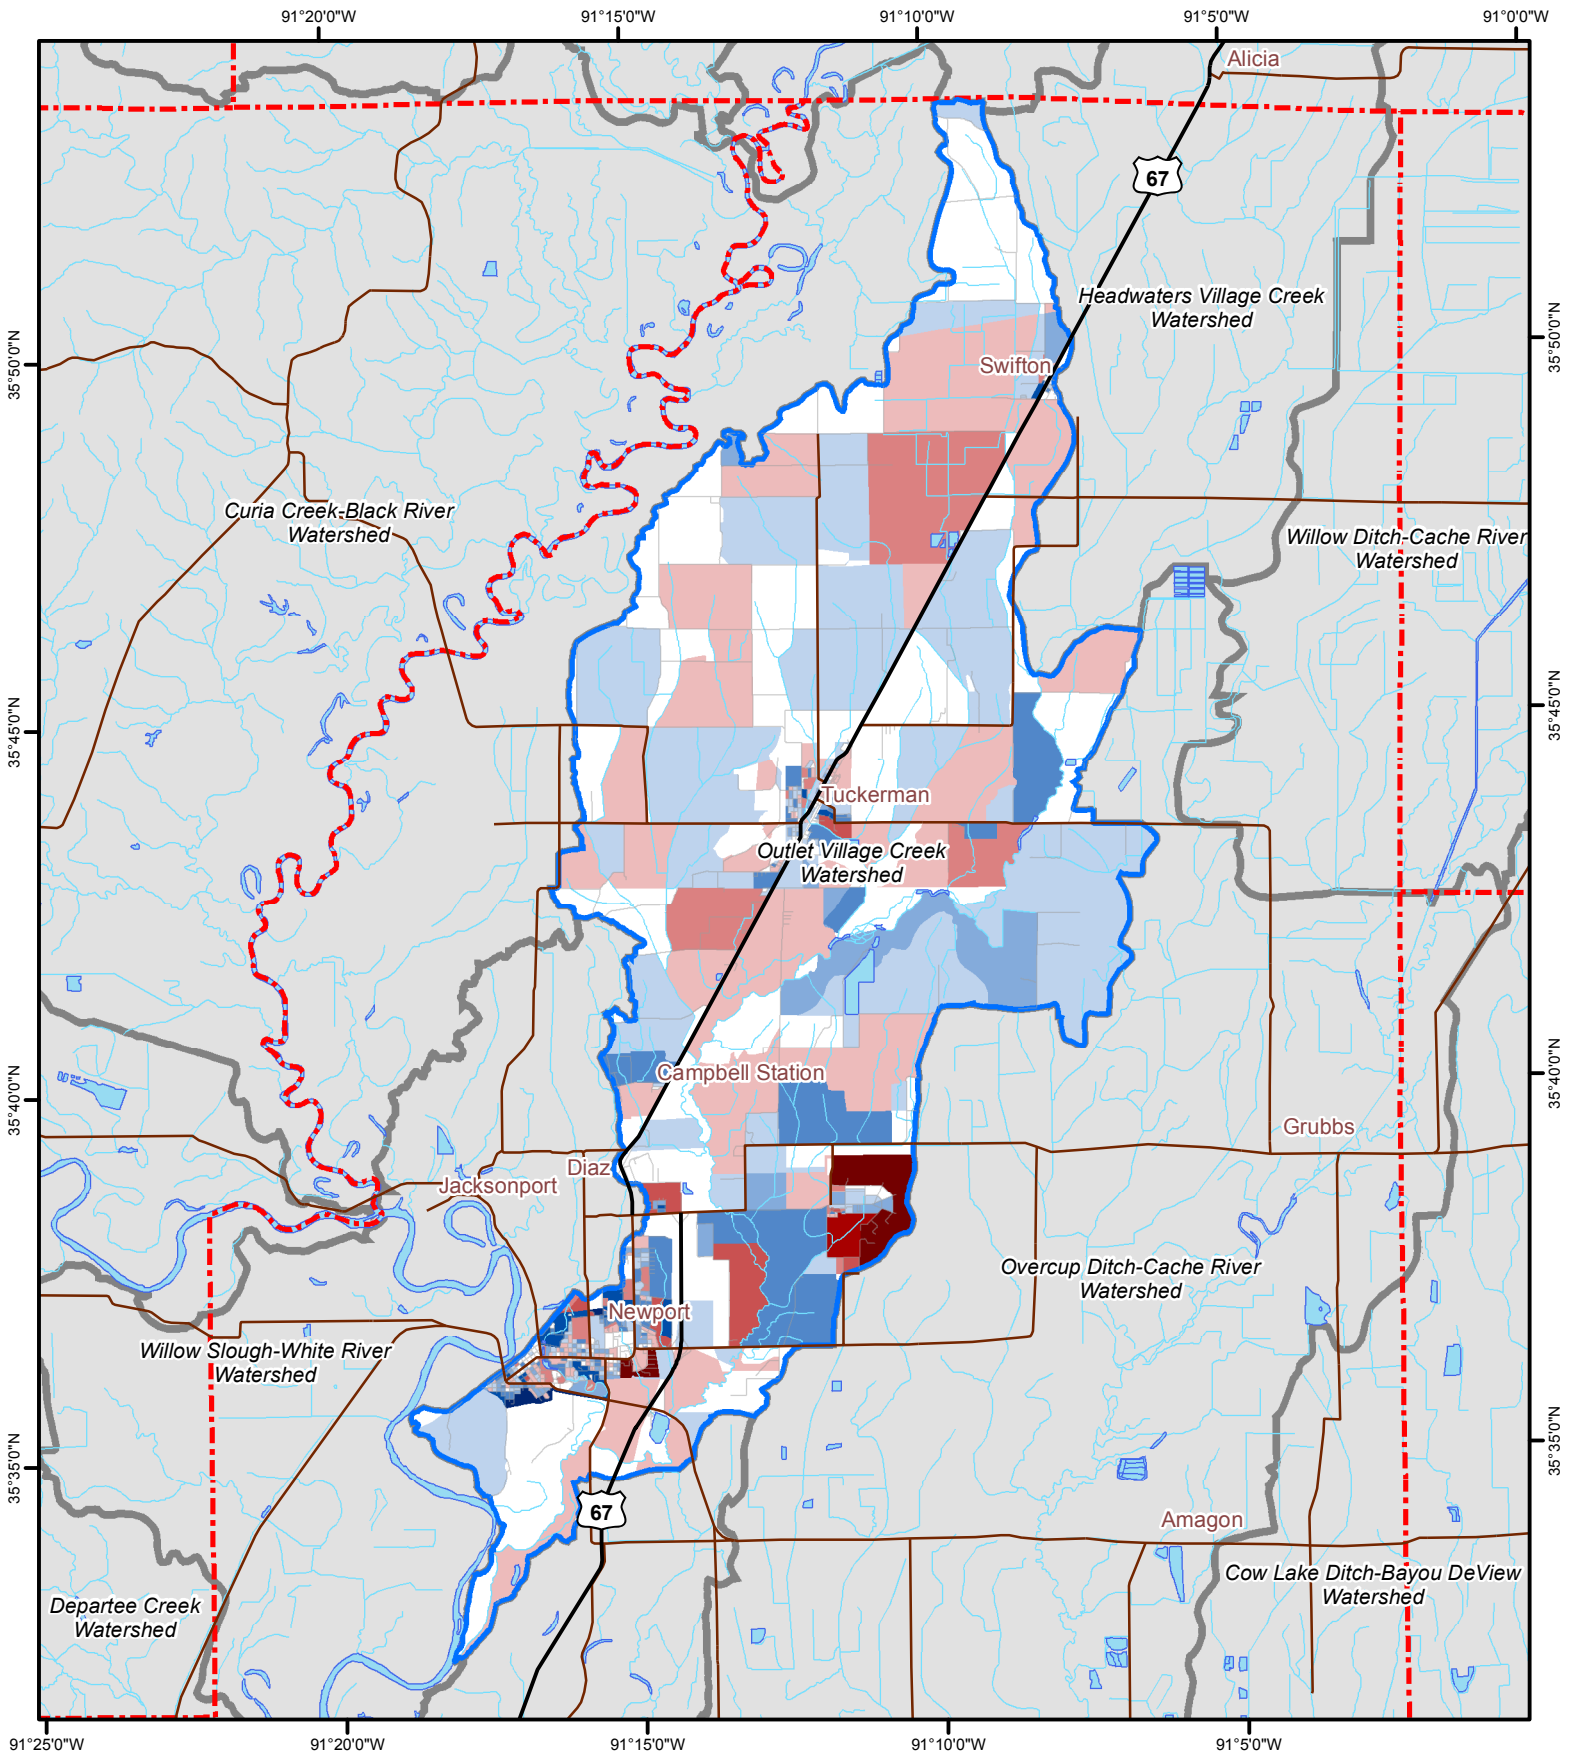 91°20'0"W 91°15'0"W 91°10'0"W 91°5'0"W 91°0'0"W
Alicia
67
Headwaters Village Creek
Watershed
35°50'0"N
35°50'0"N
Swifton
Curia Creek-Black River
Watershed
Willow Ditch-Cache River
Watershed
35°45'0"N
35°45'0"N
Tuckerman
Outlet Village Creek
Watershed
Campbell Station
35°40'0"N
35°40'0"N
Grubbs
Diaz
Jacksonport
Overcup Ditch-Cache River
Watershed
Newport
Willow Slough-White River
Watershed
35°35'0"N
35°35'0"N
67
Amagon
Cow Lake Ditch-Bayou DeView
Watershed
Departee Creek
Watershed
91°25'0"W 91°20'0"W 91°15'0"W 91°10'0"W 91°5'0"W